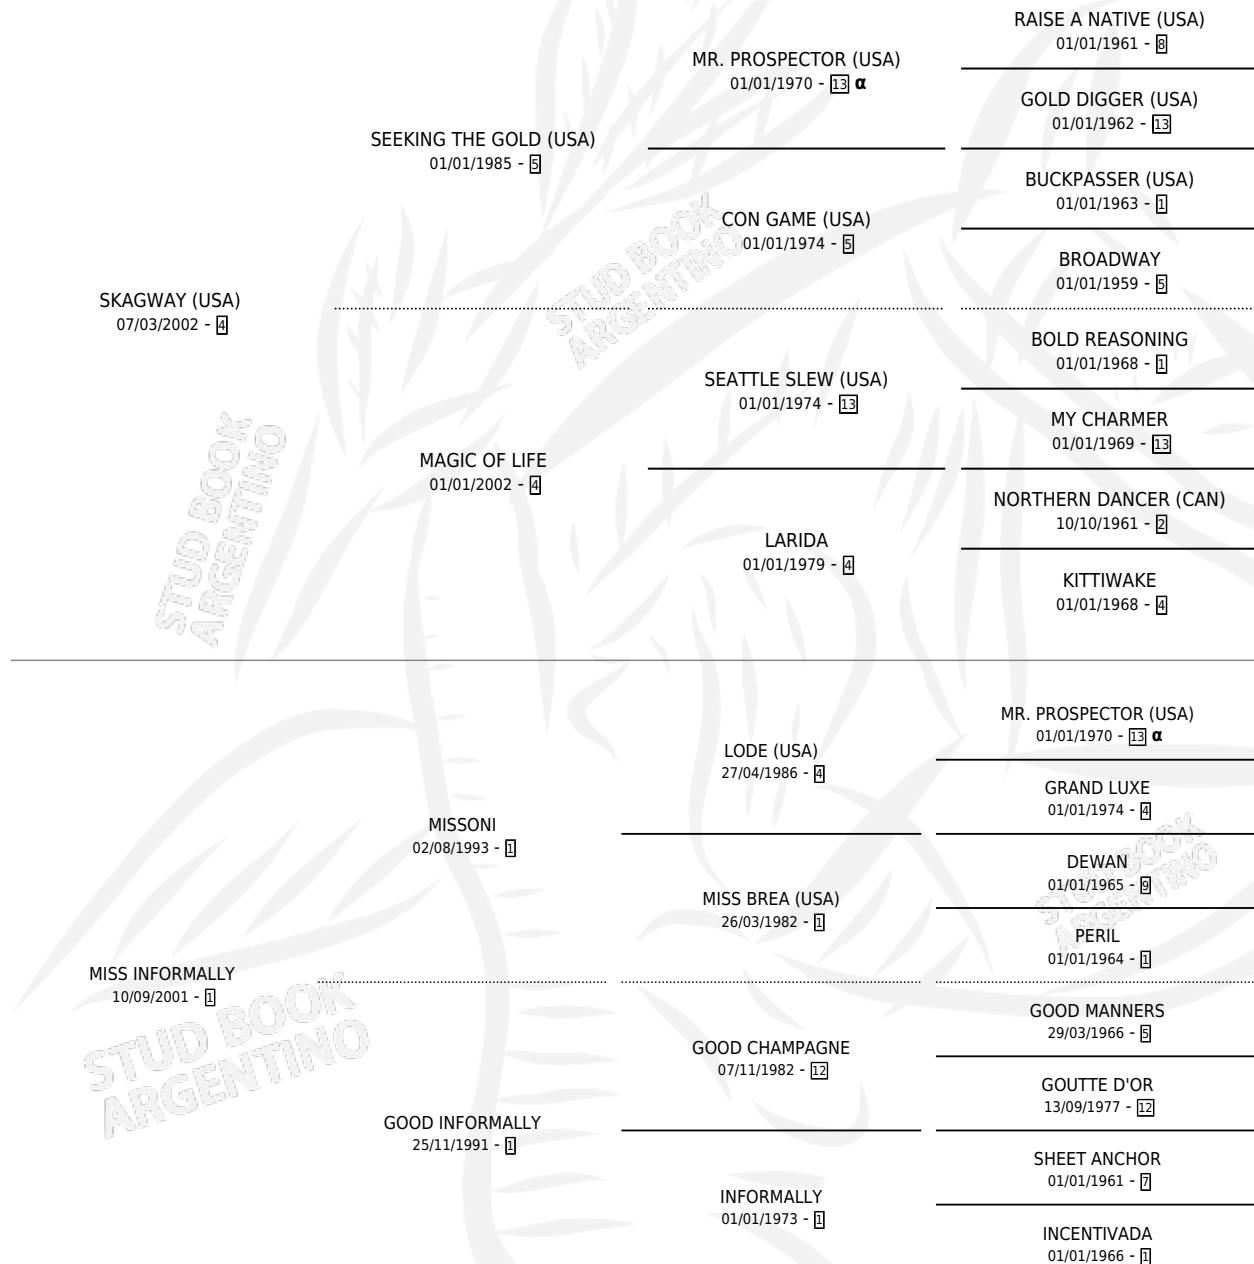 RAISE A NATIVE (USA)
01/01/1961 - 8
MR. PROSPECTOR (USA)
01/01/1970 - 13 α
GOLD DIGGER (USA)
01/01/1962 - 13
SEEKING THE GOLD (USA)
01/01/1985 - 5
BUCKPASSER (USA)
01/01/1963 - 1
CON GAME (USA)
01/01/1974 - 5
BROADWAY
01/01/1959 - 5
SKAGWAY (USA)
07/03/2002 - 4
BOLD REASONING
01/01/1968 - 1
SEATTLE SLEW (USA)
01/01/1974 - 13
MY CHARMER
01/01/1969 - 13
MAGIC OF LIFE
01/01/2002 - 4
NORTHERN DANCER (CAN)
10/10/1961 - 2
LARIDA
01/01/1979 - 4
KITTIWAKE
01/01/1968 - 4
STUD BOOK
ARGENTINO
STUD BOOK
ARGENTINO
MR. PROSPECTOR (USA)
01/01/1970 - 13 α
LODE (USA)
27/04/1986 - 4
GRAND LUXE
01/01/1974 - 4
MISSONI
02/08/1993 - 1
DEWAN
01/01/1965 - 9
MISS BREA (USA)
26/03/1982 - 1
PERIL
01/01/1964 - 1
STUD BOOK
ARGENTINO
MISS INFORMALLY
10/09/2001 - 1
GOOD MANNERS
29/03/1966 - 5
GOOD CHAMPAGNE
07/11/1982 - 12
GOUTTE D'OR
13/09/1977 - 12
STUD BOOK
ARGENTINO
GOOD INFORMALLY
25/11/1991 - 1
SHEET ANCHOR
01/01/1961 - 7
INFORMALLY
01/01/1973 - 1
INCENTIVADA
01/01/1966 - 1